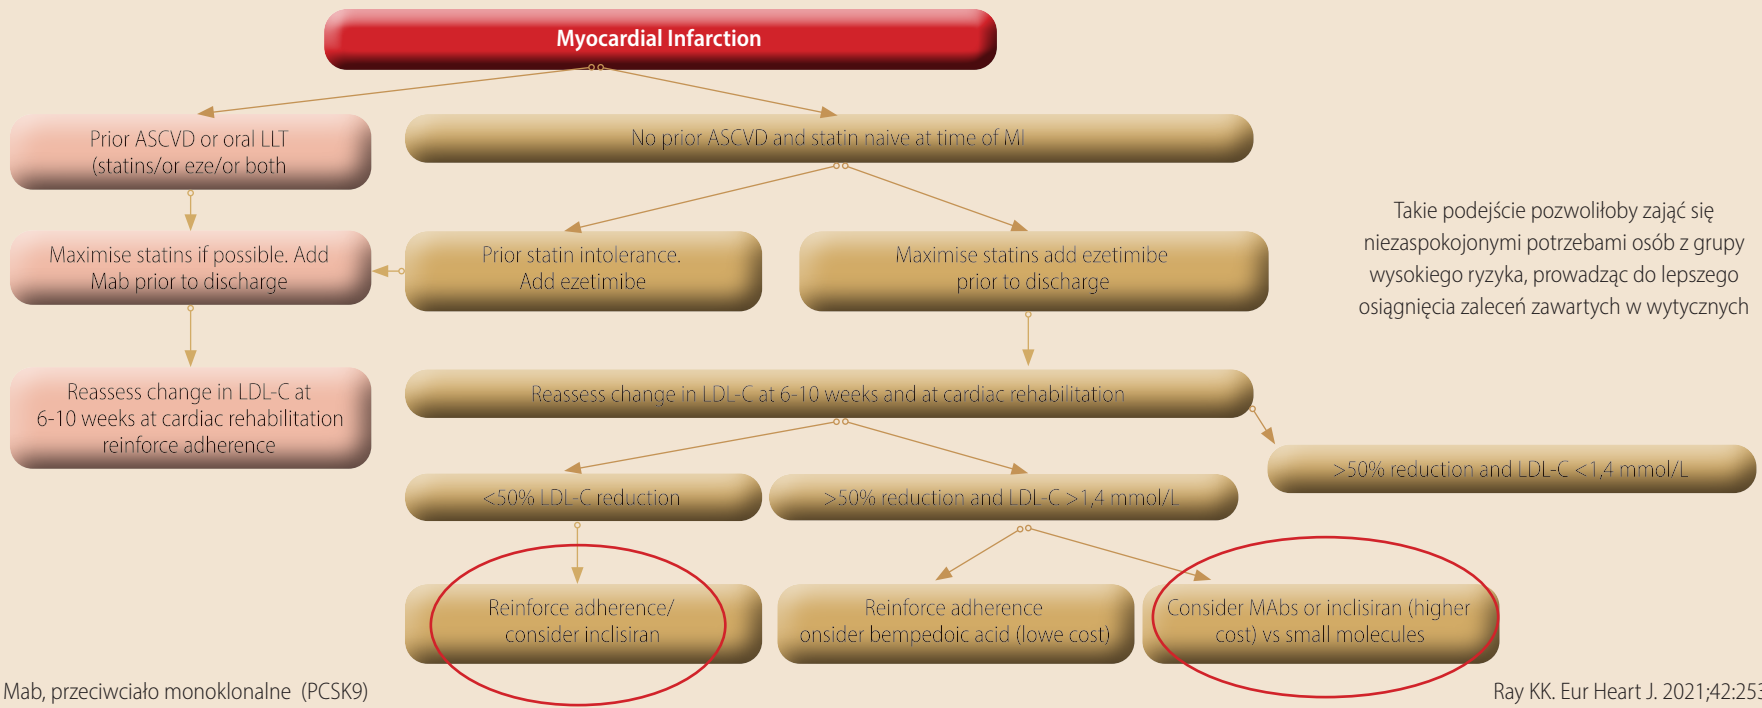 Myocardial Infarction
Prior ASCVD or oral LLT
(statins/or eze/or both
No prior ASCVD and statin naive at time of MI
Maximise statins if possible. Add
Mab prior to discharge
Prior statin intolerance.
Add ezetimibe
Maximise statins add ezetimibe
prior to discharge
Takie podejście pozwoliłoby zająć się
niezaspokojonymi potrzebami osób z grupy
wysokiego ryzyka, prowadząc do lepszego
osiągnięcia zaleceń zawartych w wytycznych
Reassess change in LDL-C at
6-10 weeks at cardiac rehabilitation
reinforce adherence
Reassess change in LDL-C at 6-10 weeks and at cardiac rehabilitation
>50% reduction and LDL-C <1,4 mmol/L
<50% LDL-C reduction
>50% reduction and LDL-C >1,4 mmol/L
Reinforce adherence/
consider inclisiran
Reinforce adherence
onsider bempedoic acid (lowe cost)
Consider MAbs or inclisiran (higher
cost) vs small molecules
Mab, przeciwciało monoklonalne (PCSK9)
Ray KK. Eur Heart J. 2021;42:253